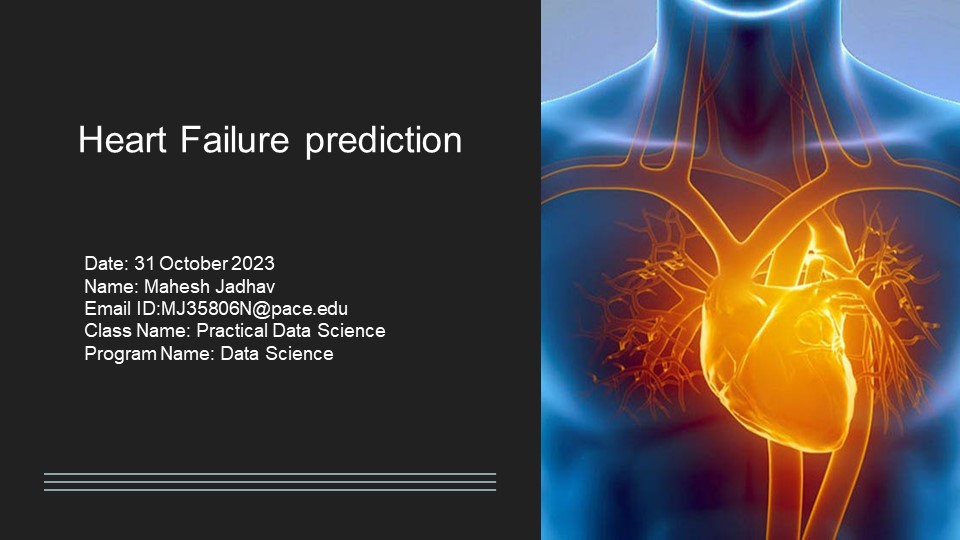 Heart Failure prediction
Date: 31 October 2023
Name: Mahesh Jadhav
Email ID:MJ35806N@pace.edu
Class Name: Practical Data Science
Program Name: Data Science